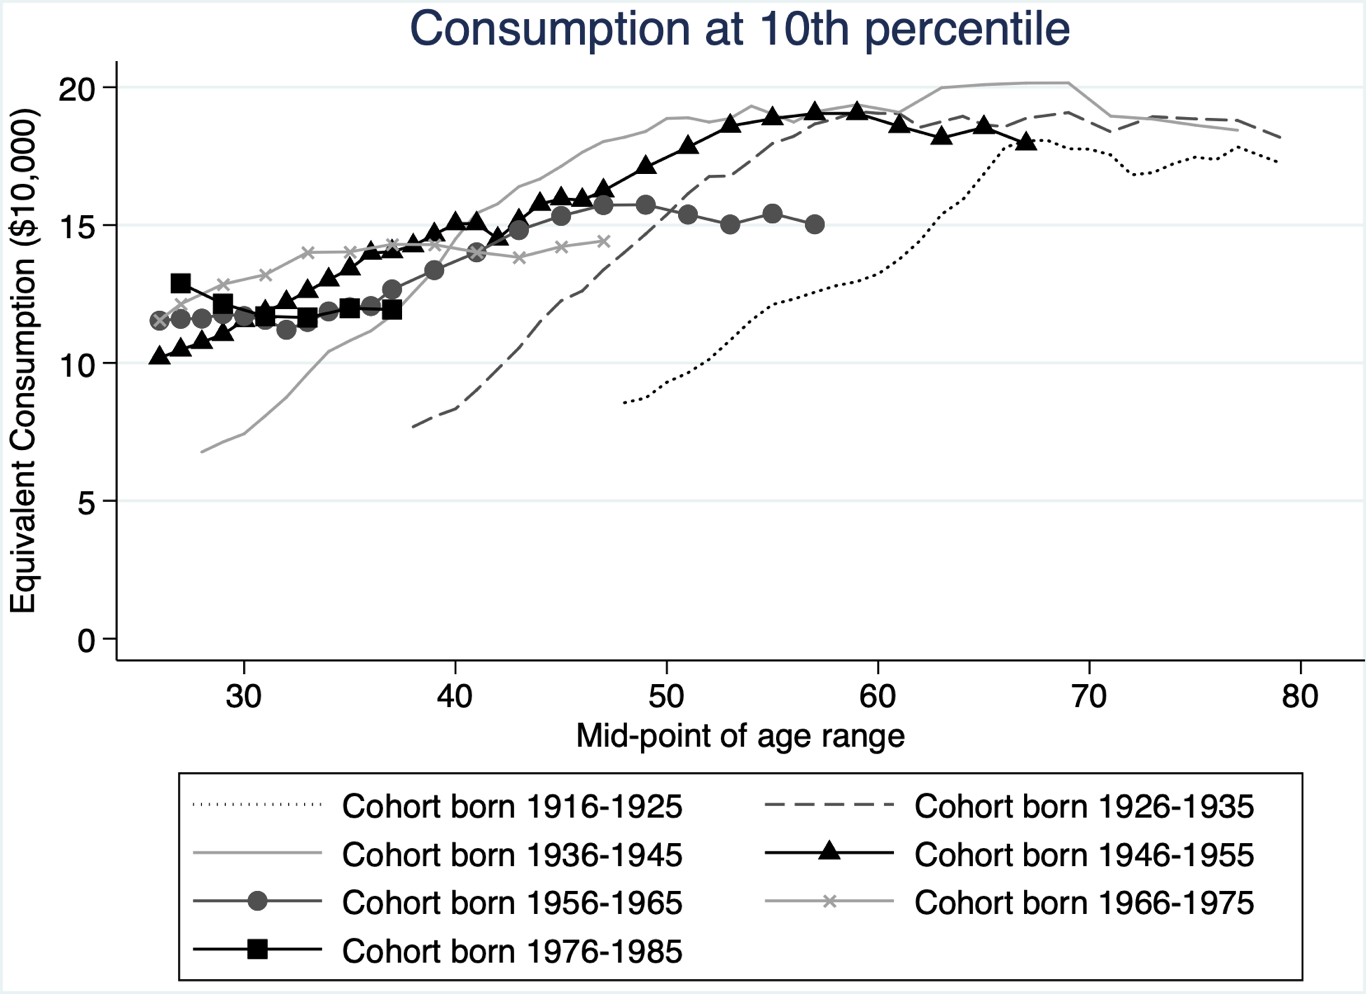 Consumption at 10th percentile
Equivalent Consumption ($10,000)
20
15
10
5
0
30 40 50 60 70 80
Mid-point of age range
Cohort born 1916-1925 Cohort born 1926-1935
Cohort born 1936-1945 Cohort born 1946-1955
Cohort born 1956-1965 Cohort born 1966-1975
Cohort born 1976-1985